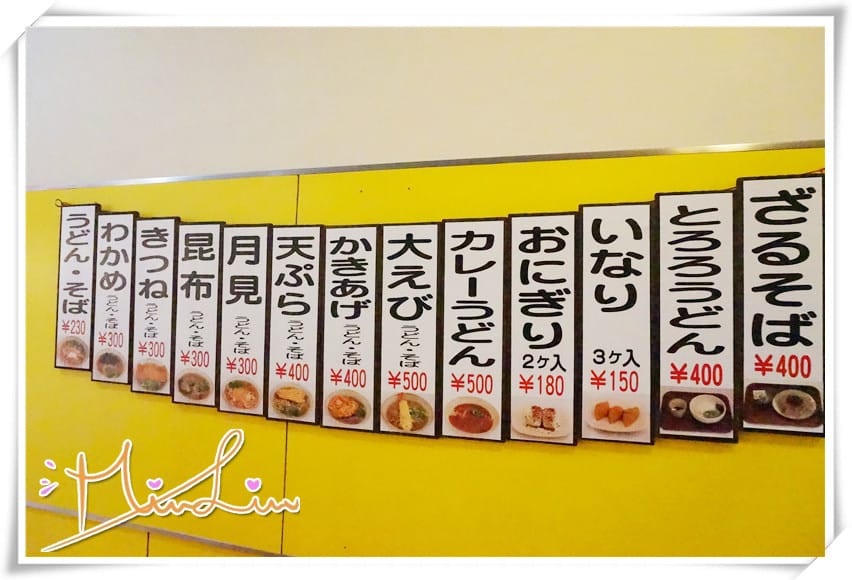 うどん・そば
¥230
わかめ
うどん・そば
¥300
きつね
うどん・そば
¥300
昆布
うどん・そば
¥300
月見
うどん・そば
¥300
天ぷら
うどん・そば
¥400
かきあげ
うどん・そば
¥400
大えび
うどん・そば
¥500
カレーうどん
¥500
おにぎり
2ヶ入
¥180
いなり
3ヶ入
¥150
とろろうどん
¥400
ざるそば
¥400